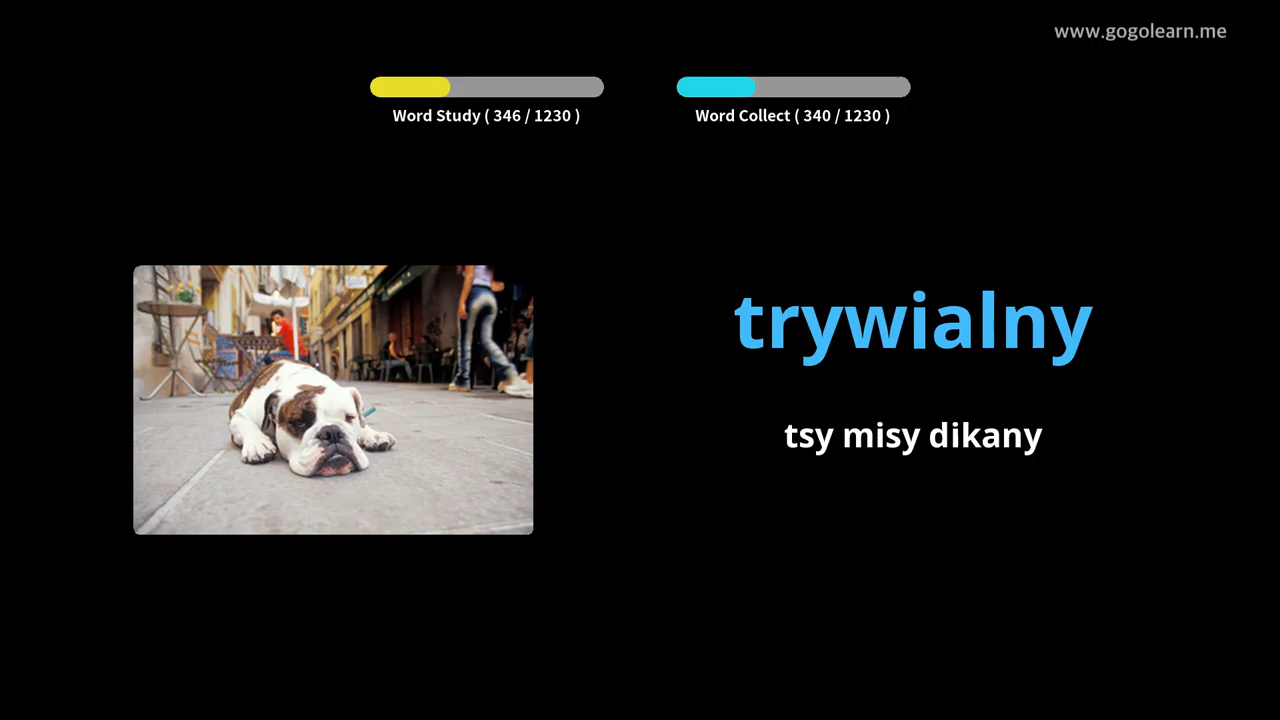 www.gogolearn.me
Word Study ( 346 / 1230 )
Word Collect ( 340 / 1230 )
trywialny
tsy misy dikany